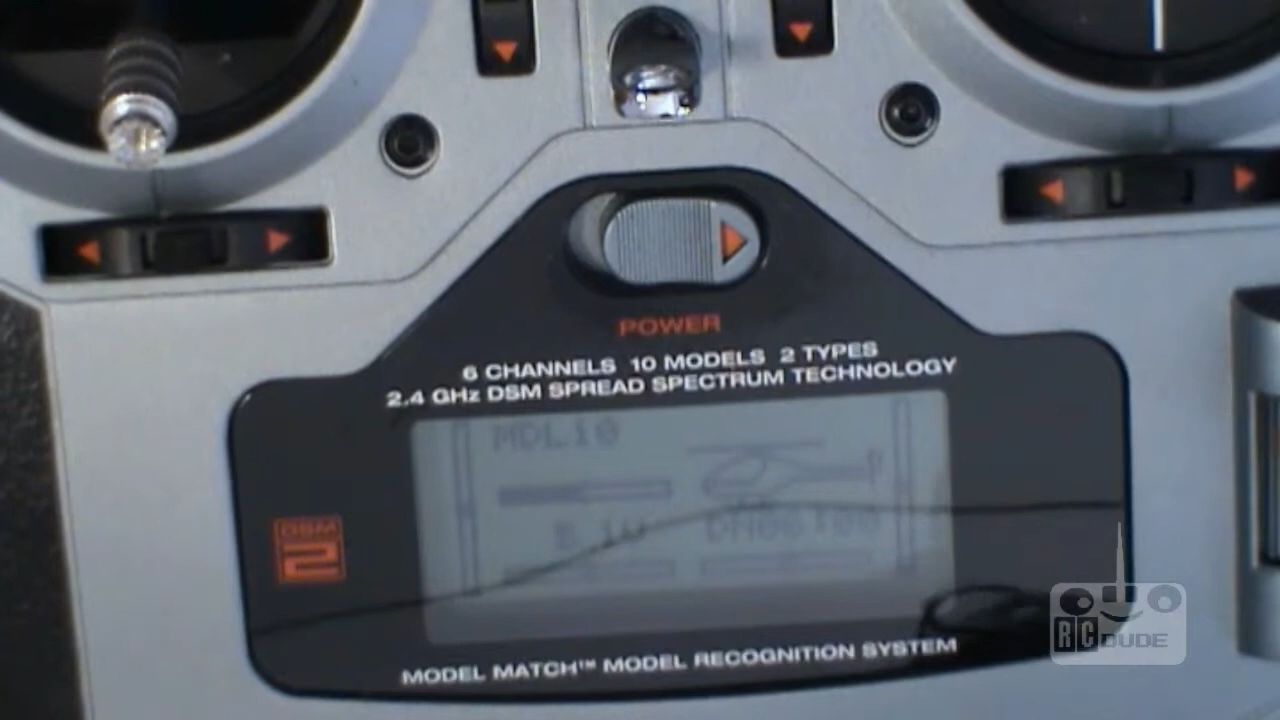 POWER
6 CHANNELS 10 MODELS 2 TYPES
2.4 GHz DSM SPREAD SPECTRUM TECHNOLOGY
MDL10
DSM
2
MODEL MATCH™ MODEL RECOGNITION SYSTEM
RC DUDE